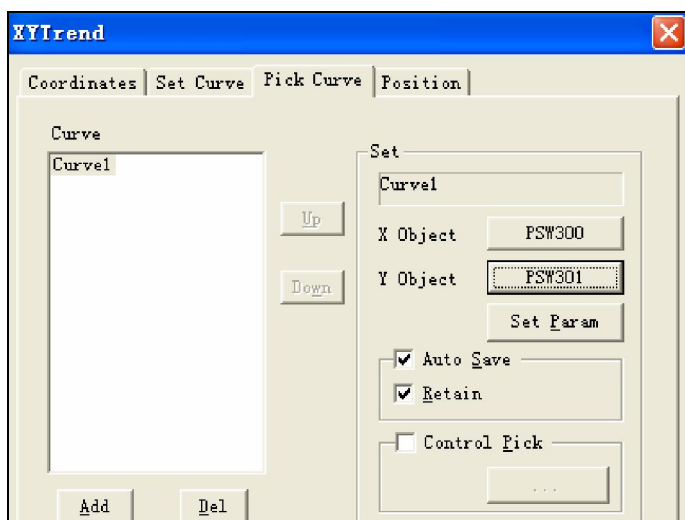 XYTrend
Coordinates Set Curve Pick Curve Position
Curve
Curve1
Up
Down
Add Del
Set
Curve1
X Object PSW300
Y Object PSW301
Set Param
Auto Save
Retain
Control Pick
...